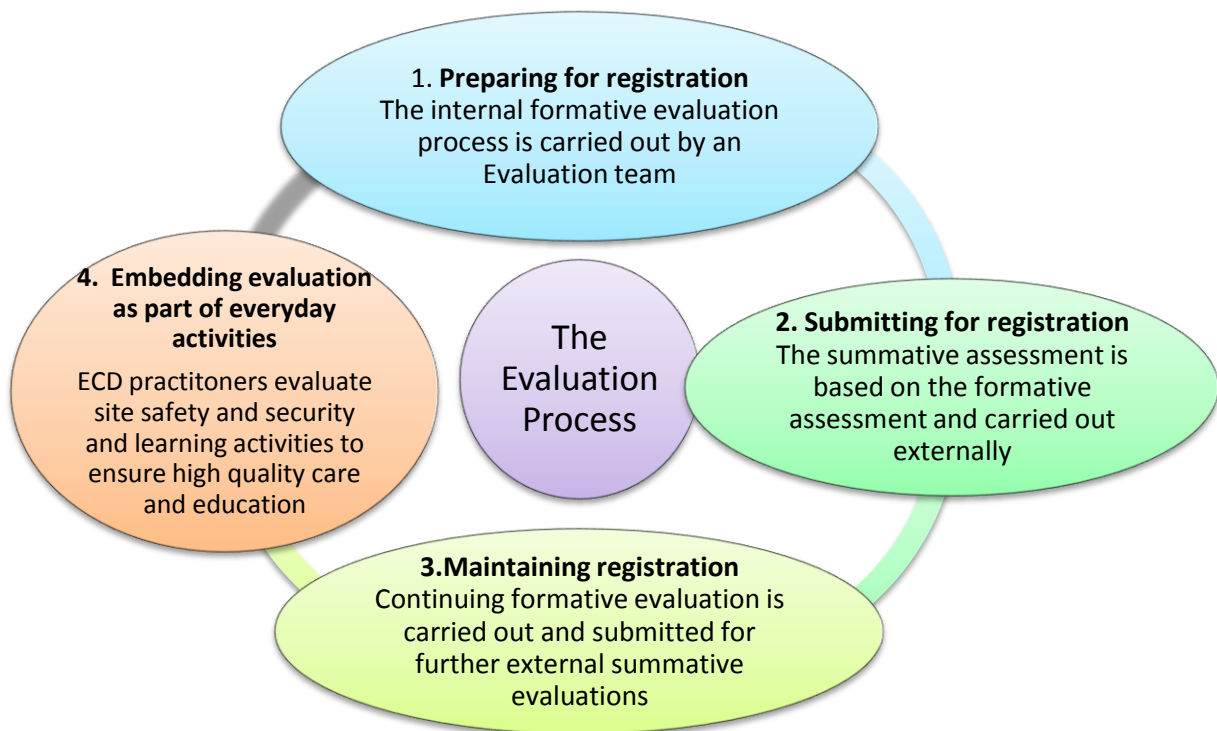 1. Preparing for registration
The internal formative evaluation
process is carried out by an
Evaluation team
4. Embedding evaluation
as part of everyday
activities
ECD practitoners evaluate
site safety and security
and learning activities to
ensure high quality care
and education
The
Evaluation
Process
2. Submitting for registration
The summative assessment is
based on the formative
assessment and carried out
externally
3.Maintaining registration
Continuing formative evaluation is
carried out and submitted for
further external summative
evaluations